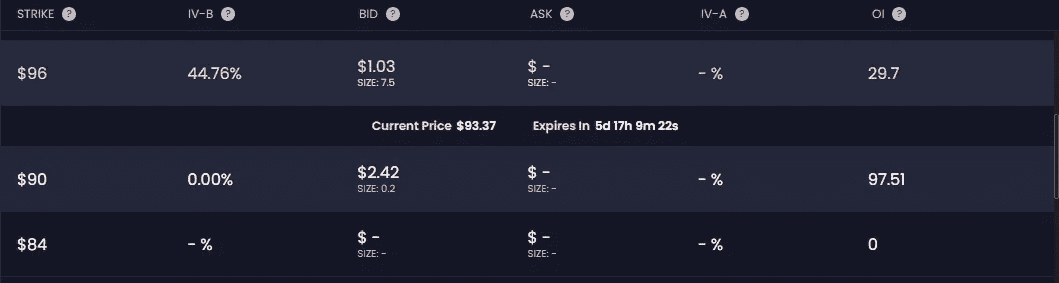 STRIKE ? IV-B ? BID ? ASK ? IV-A ? OI ?
$96 44.76% $1.03 $ - - % 29.7
SIZE: 7.5 SIZE: -
Current Price $93.37 Expires In 5d 17h 9m 22s
$90 0.00% $2.42 $ - - % 97.51
SIZE: 0.2 SIZE: -
$84 - % $ - $ - - % 0
SIZE: - SIZE: -